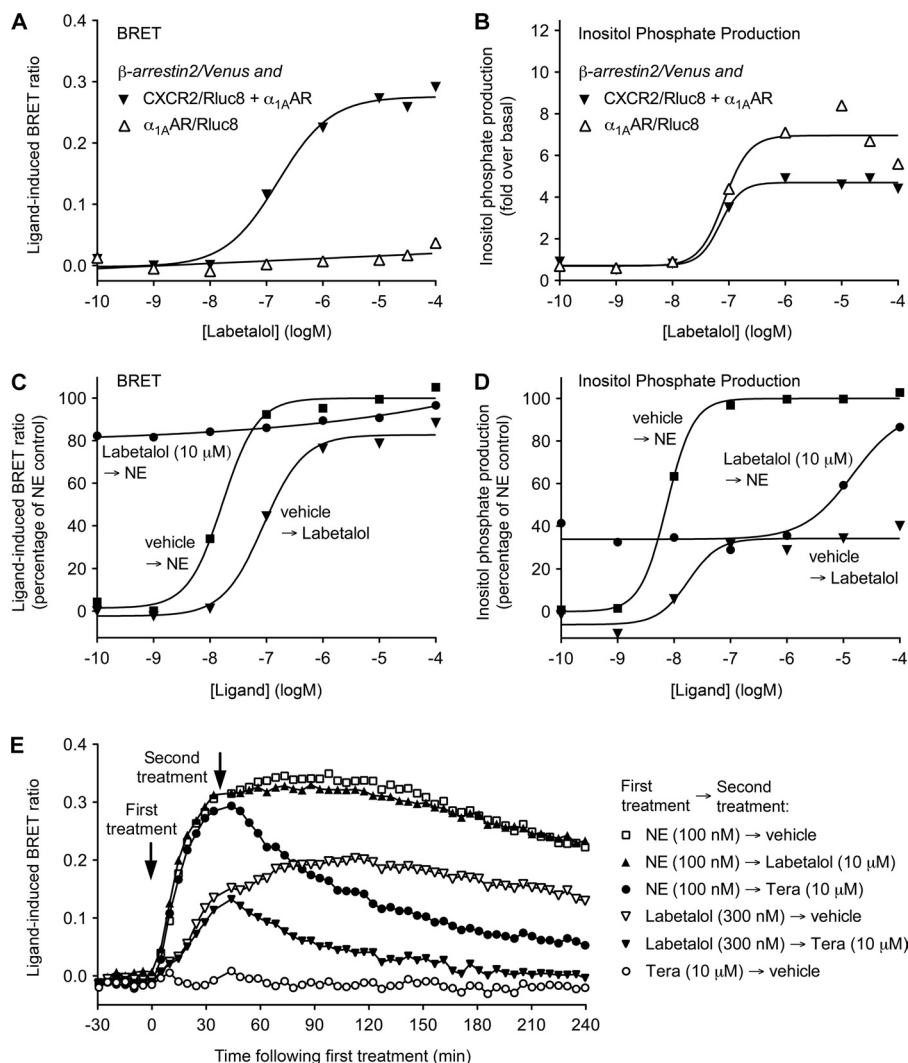 A
BRET
β-arrestin2/Venus and
▼ CXCR2/Rluc8 + α1AAR
△ α1AAR/Rluc8
Ligand-induced BRET ratio
0.4
0.3
0.2
0.1
0.0
-10 -9 -8 -7 -6 -5 -4
[Labetalol] (logM)
B
Inositol Phosphate Production
β-arrestin2/Venus and
▼ CXCR2/Rluc8 + α1AAR
△ α1AAR/Rluc8
Inositol phosphate production
(fold over basal)
12
10
8
6
4
2
0
-10 -9 -8 -7 -6 -5 -4
[Labetalol] (logM)
C
BRET
Ligand-induced BRET ratio
(percentage of NE control)
100
80
60
40
20
0
Labetalol (10 μM)
→ NE
vehicle
→ NE
vehicle
→ Labetalol
-10 -9 -8 -7 -6 -5 -4
[Ligand] (logM)
D
Inositol Phosphate Production
Inositol phosphate production
(percentage of NE control)
100
80
60
40
20
0
vehicle
→ NE
Labetalol (10 μM)
→ NE
vehicle
→ Labetalol
-10 -9 -8 -7 -6 -5 -4
[Ligand] (logM)
E
Ligand-induced BRET ratio
0.4
0.3
0.2
0.1
0.0
Second
treatment
First
treatment
-30 0 30 60 90 120 150 180 210 240
Time following first treatment (min)
First treatment → Second treatment:
□ NE (100 nM) → vehicle
▲ NE (100 nM) → Labetalol (10 μM)
● NE (100 nM) → Tera (10 μM)
▽ Labetalol (300 nM) → vehicle
▼ Labetalol (300 nM) → Tera (10 μM)
○ Tera (10 μM) → vehicle